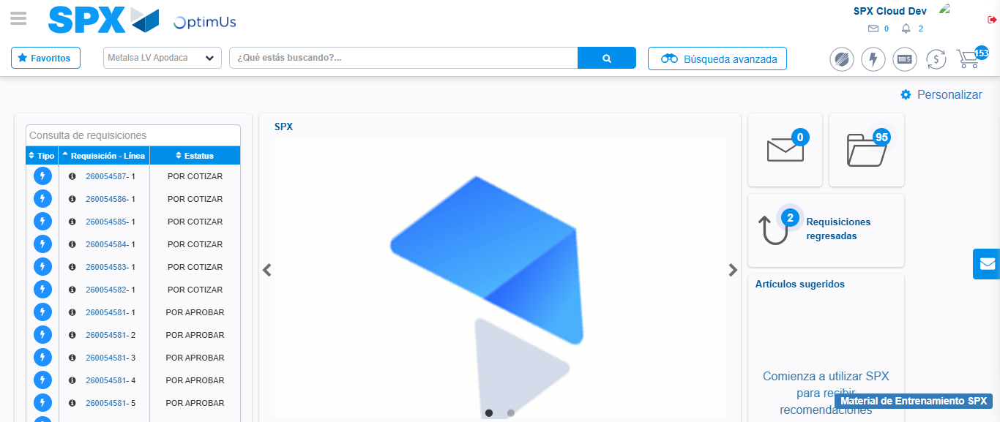 SPX OptimUs
SPX Cloud Dev
0 2
Favoritos
Metalsa LV Apodaca
¿Qué estás buscando?...
Búsqueda avanzada
$
153
Personalizar
Consulta de requisiciones
Tipo Requisición - Línea Estatus
260054587- 1 POR COTIZAR
260054586- 1 POR COTIZAR
260054585- 1 POR COTIZAR
260054584- 1 POR COTIZAR
260054583- 1 POR COTIZAR
260054582- 1 POR COTIZAR
260054581- 1 POR APROBAR
260054581- 2 POR APROBAR
260054581- 3 POR APROBAR
260054581- 4 POR APROBAR
260054581- 5 POR APROBAR
SPX
0
95
2
Requisiciones
regresadas
Artículos sugeridos
Comienza a utilizar SPX
para recibir
recomendaciones
Material de Entrenamiento SPX